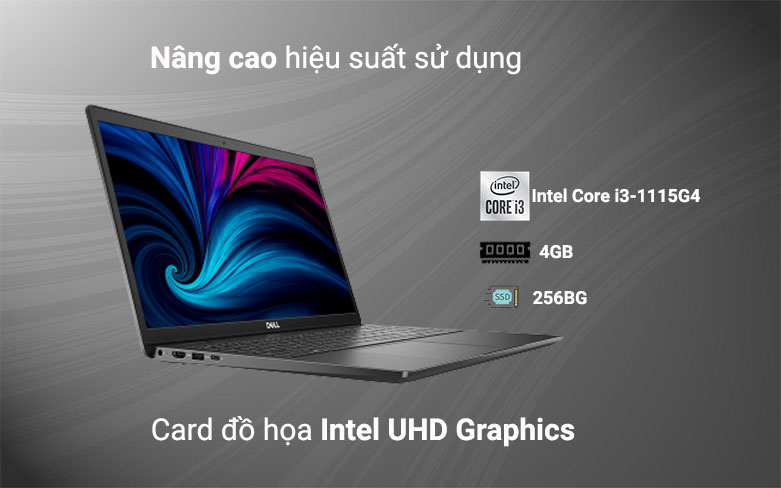 Nâng cao hiệu suất sử dụng
intel
CORE i3
Intel Core i3-1115G4
4GB
SSD
256BG
DELL
Card đồ họa Intel UHD Graphics